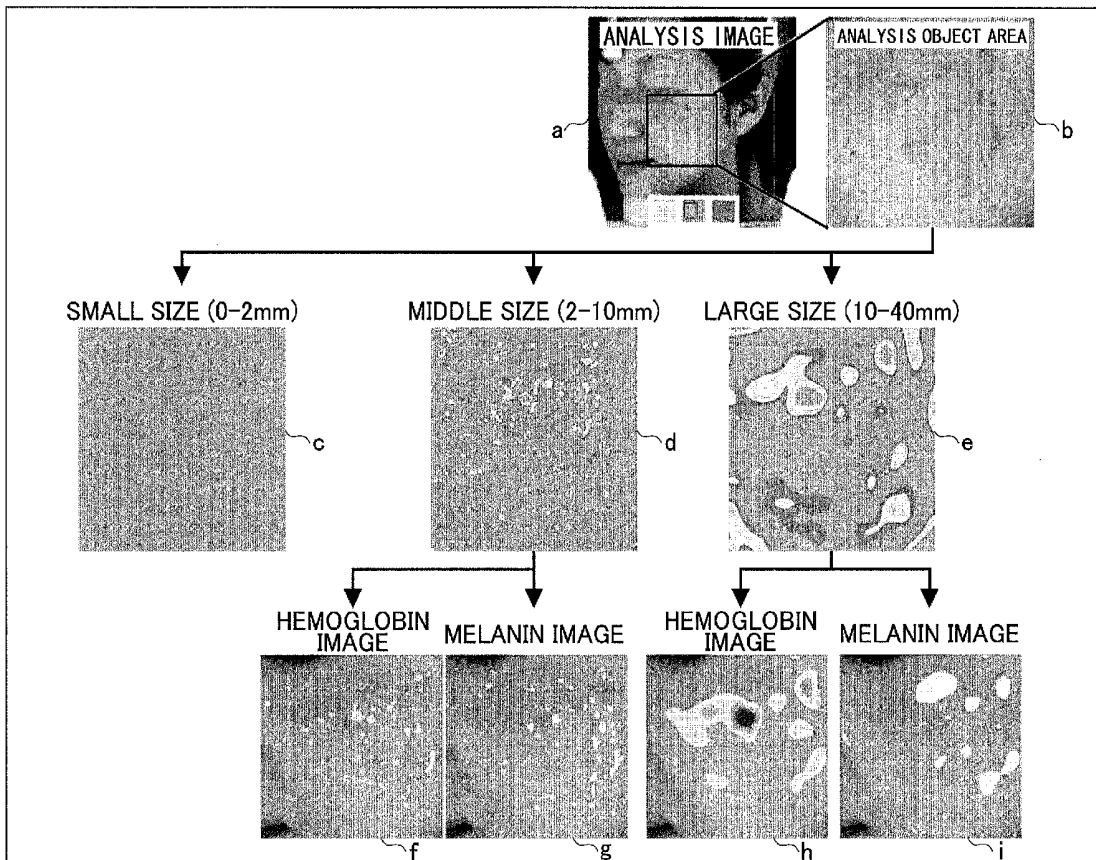 ANALYSIS IMAGE
ANALYSIS OBJECT AREA
a
b
SMALL SIZE (0-2mm)
MIDDLE SIZE (2-10mm)
LARGE SIZE (10-40mm)
c
d
e
HEMOGLOBIN
IMAGE
MELANIN IMAGE
HEMOGLOBIN
IMAGE
MELANIN IMAGE
f
g
h
i